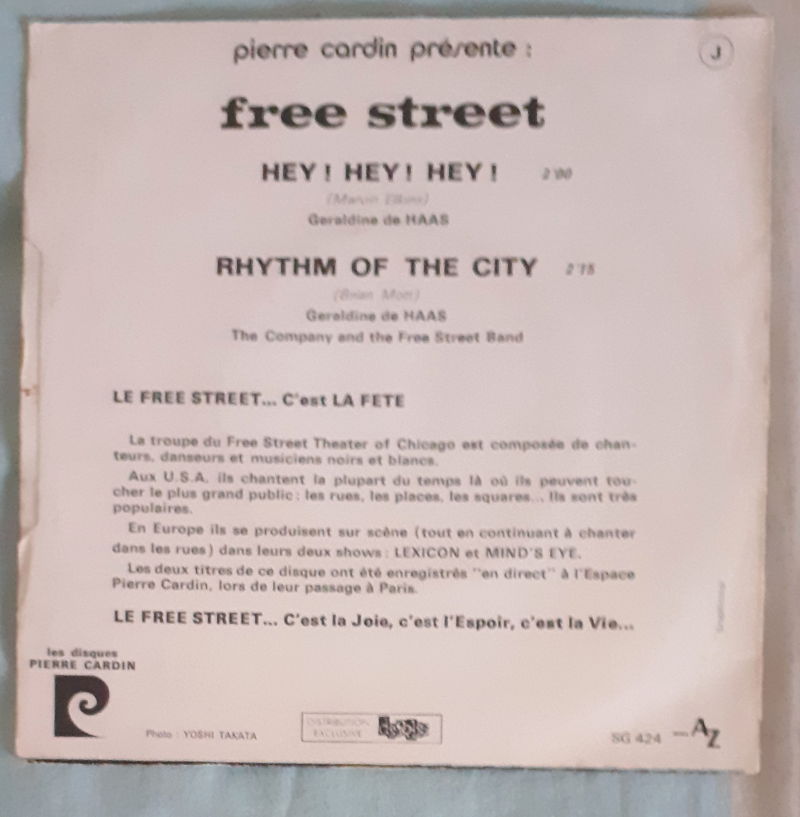 pierre cardin présente :
J
free street
HEY ! HEY ! HEY ! 2'00
(Marvin Elkins)
Geraldine de HAAS
RHYTHM OF THE CITY 2'15
(Brian Mott)
Geraldine de HAAS
The Company and the Free Street Band
LE FREE STREET... C'est LA FETE
La troupe du Free Street Theater of Chicago est composée de chan-
teurs, danseurs et musiciens noirs et blancs.
Aux U.S.A. ils chantent la plupart du temps là où ils peuvent tou-
cher le plus grand public : les rues, les places, les squares... Ils sont très
populaires.
En Europe ils se produisent sur scène (tout en continuant à chanter
dans les rues) dans leurs deux shows : LEXICON et MIND'S EYE.
Les deux titres de ce disque ont été enregistrés "en direct" à l'Espace
Pierre Cardin, lors de leur passage à Paris.
LE FREE STREET... C'est la Joie, c'est l'Espoir, c'est la Vie...
les disques
PIERRE CARDIN
Photo : YOSHI TAKATA
DISTRIBUTION
EXCLUSIVE
SG 424 AZ